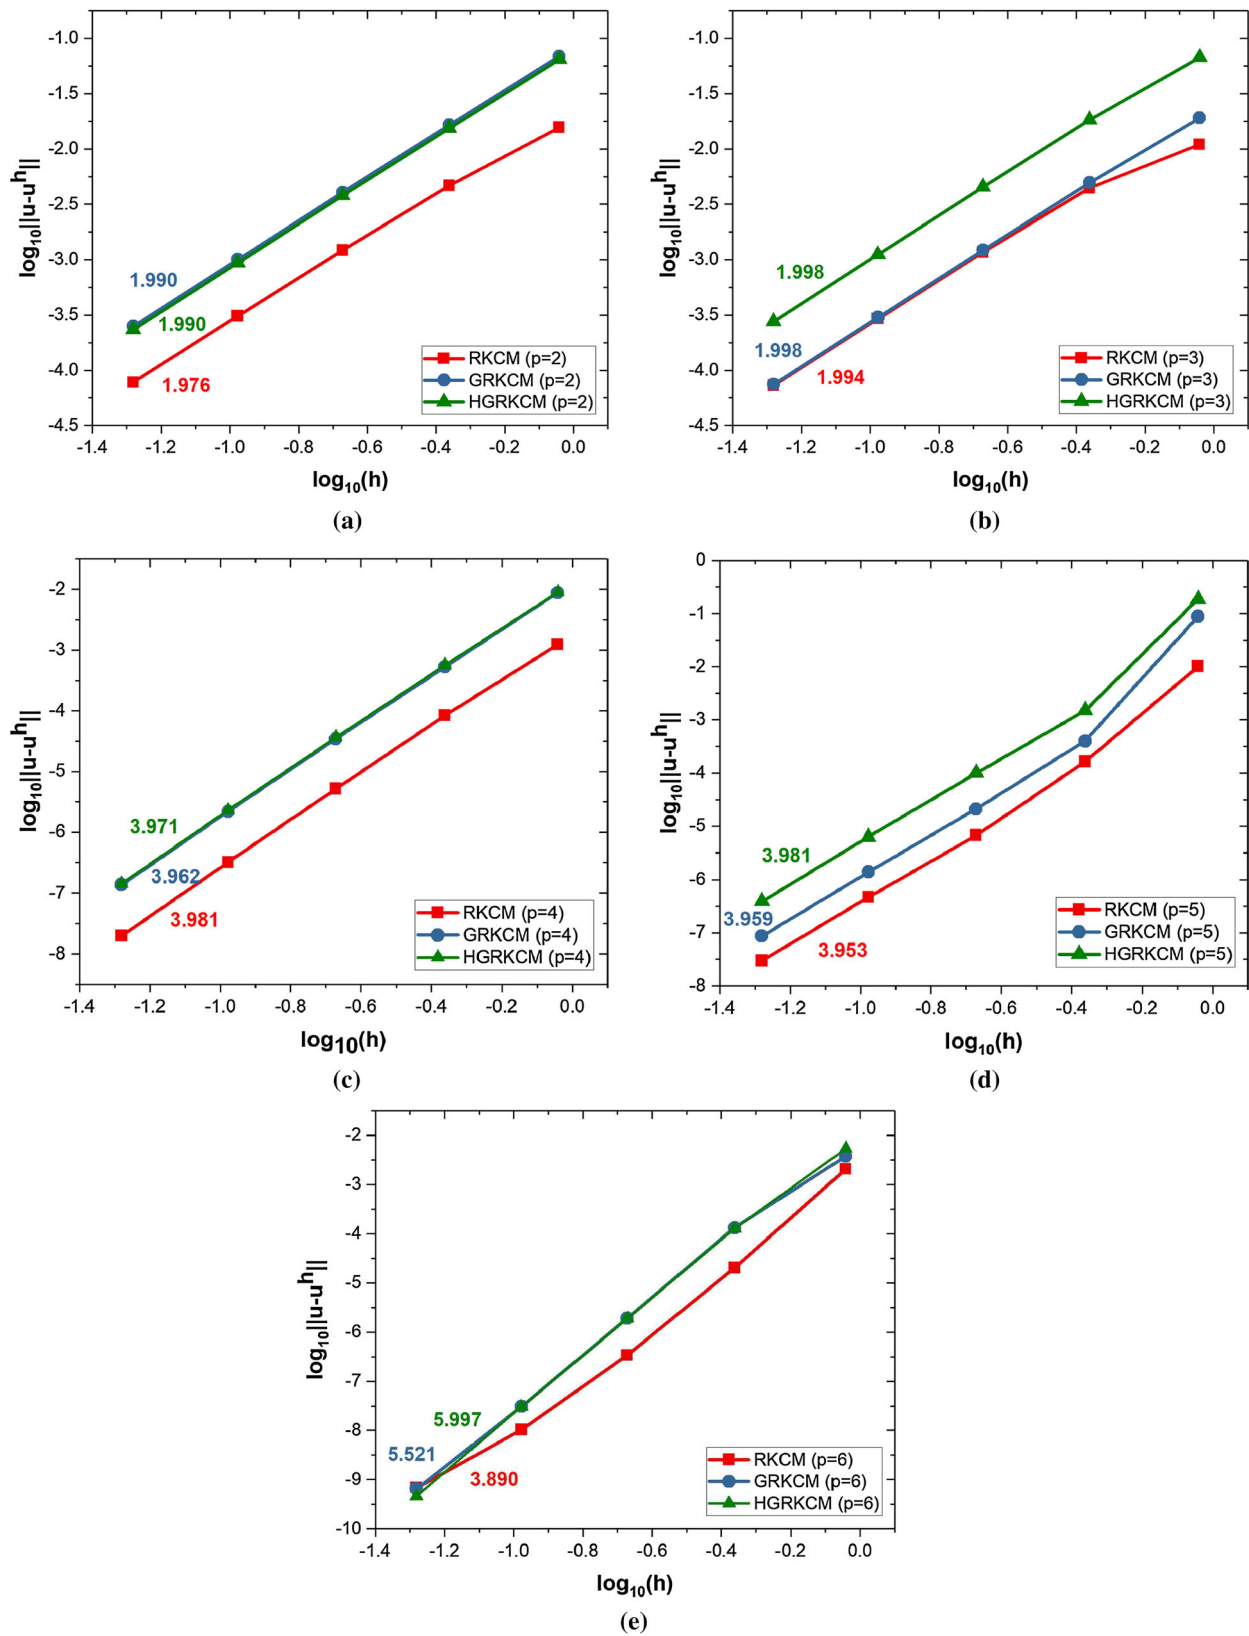 -1.0
-1.5
-2.0
-2.5
-3.0
-3.5
-4.0
-4.5
log10||u-u^h||
1.990
1.990
1.976
RKCM (p=2)
GRKCM (p=2)
HGRKCM (p=2)
-1.4 -1.2 -1.0 -0.8 -0.6 -0.4 -0.2 0.0
log10(h)
(a)
-1.0
-1.5
-2.0
-2.5
-3.0
-3.5
-4.0
-4.5
log10||u-u^h||
1.998
1.998
1.994
RKCM (p=3)
GRKCM (p=3)
HGRKCM (p=3)
-1.4 -1.2 -1.0 -0.8 -0.6 -0.4 -0.2 0.0
log10(h)
(b)
-2
-3
-4
-5
-6
-7
-8
log10||u-u^h||
3.971
3.962
3.981
RKCM (p=4)
GRKCM (p=4)
HGRKCM (p=4)
-1.4 -1.2 -1.0 -0.8 -0.6 -0.4 -0.2 0.0
log10(h)
(c)
0
-1
-2
-3
-4
-5
-6
-7
-8
log10||u-u^h||
3.981
3.959
3.953
RKCM (p=5)
GRKCM (p=5)
HGRKCM (p=5)
-1.4 -1.2 -1.0 -0.8 -0.6 -0.4 -0.2 0.0
log10(h)
(d)
-2
-3
-4
-5
-6
-7
-8
-9
-10
log10||u-u^h||
5.997
5.521
3.890
RKCM (p=6)
GRKCM (p=6)
HGRKCM (p=6)
-1.4 -1.2 -1.0 -0.8 -0.6 -0.4 -0.2 0.0
log10(h)
(e)